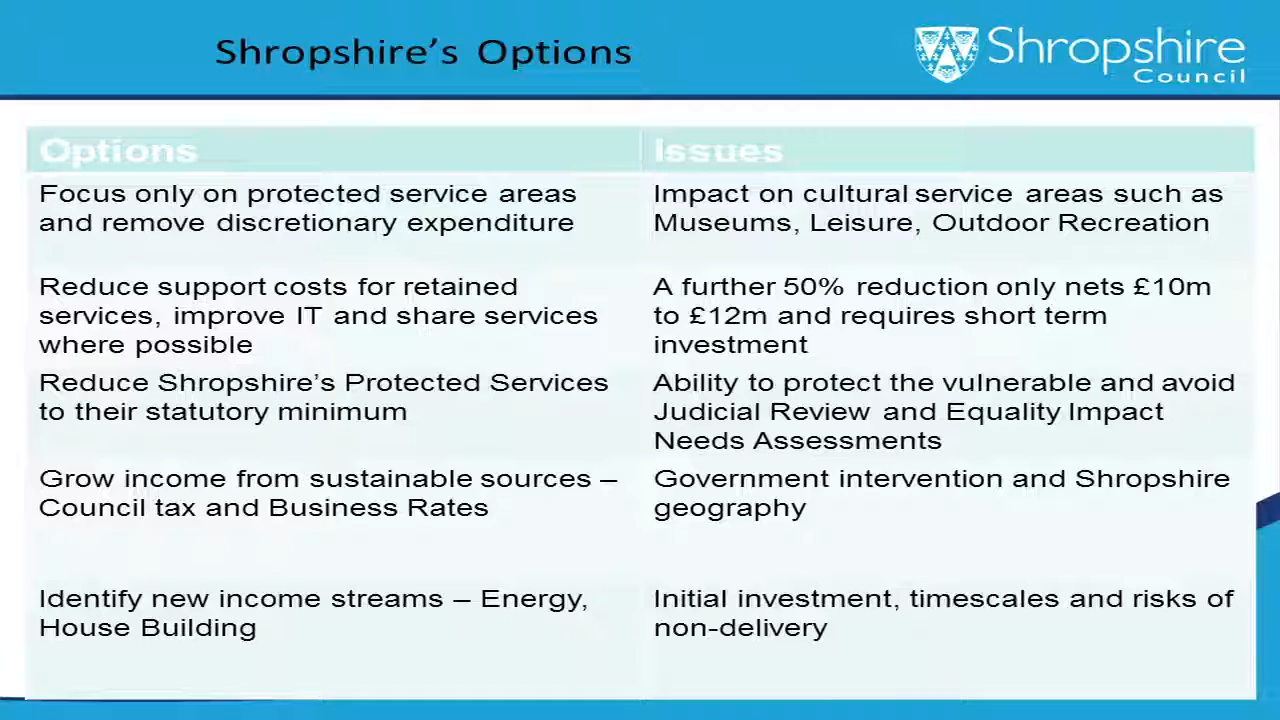 Shropshire's Options
Shropshire
Council
Options
Issues
Focus only on protected service areas
and remove discretionary expenditure
Impact on cultural service areas such as
Museums, Leisure, Outdoor Recreation
Reduce support costs for retained
services, improve IT and share services
where possible
A further 50% reduction only nets £10m
to £12m and requires short term
investment
Reduce Shropshire's Protected Services
to their statutory minimum
Ability to protect the vulnerable and avoid
Judicial Review and Equality Impact
Needs Assessments
Grow income from sustainable sources –
Council tax and Business Rates
Government intervention and Shropshire
geography
Identify new income streams – Energy,
House Building
Initial investment, timescales and risks of
non-delivery